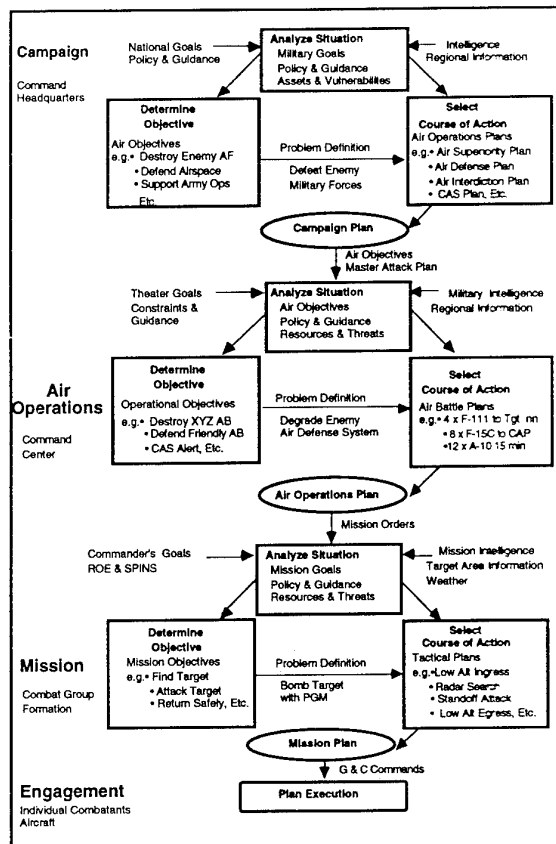 Campaign
Command
Headquarters
National Goals
Policy & Guidance
Analyze Situation
Military Goals
Policy & Guidance
Assets & Vulnerabilites
Intelligence
Regional Information
Determine
Objective
Air Objectives
e.g.• Destroy Enemy AF
• Defend Airspace
• Support Army Ops
Etc.
Problem Definition
Defeat Enemy
Military Forces
Select
Course of Action
Air Operations Plans
e.g.• Air Superiority Plan
• Air Defense Plan
• Air Interdiction Plan
• CAS Plan, Etc.
Campaign Plan
Air Objectives
Master Attack Plan
Air
Operations
Command
Center
Theater Goals
Constraints &
Guidance
Analyze Situation
Air Objectives
Policy & Guidance
Resources & Threats
Military Intelligence
Regional Information
Determine
Objective
Operational Objectives
e.g.• Destroy XYZ AB
• Defend Friendly AB
• CAS Alert, Etc.
Problem Definition
Degrade Enemy
Air Defense System
Select
Course of Action
Air Battle Plans
e.g.• 4 x F-111 to Tgt nn
• 8 x F-15C to CAP
•12 x A-10 15 min
Air Operations Plan
Mission Orders
Mission
Combat Group
Formation
Commander's Goals
ROE & SPINS
Analyze Situation
Mission Goals
Policy & Guidance
Resources & Threats
Mission Intelligence
Target Area Information
Weather
Determine
Objective
Mission Objectives
e.g.• Find Target
• Attack Target
• Return Safely, Etc.
Problem Definition
Bomb Target
with PGM
Select
Course of Action
Tactical Plans
e.g.•Low Alt Ingress
• Radar Search
• Standoff Attack
• Low Alt Egress, Etc.
Mission Plan
G & C Commands
Engagement
Individual Combatants
Aircraft
Plan Execution